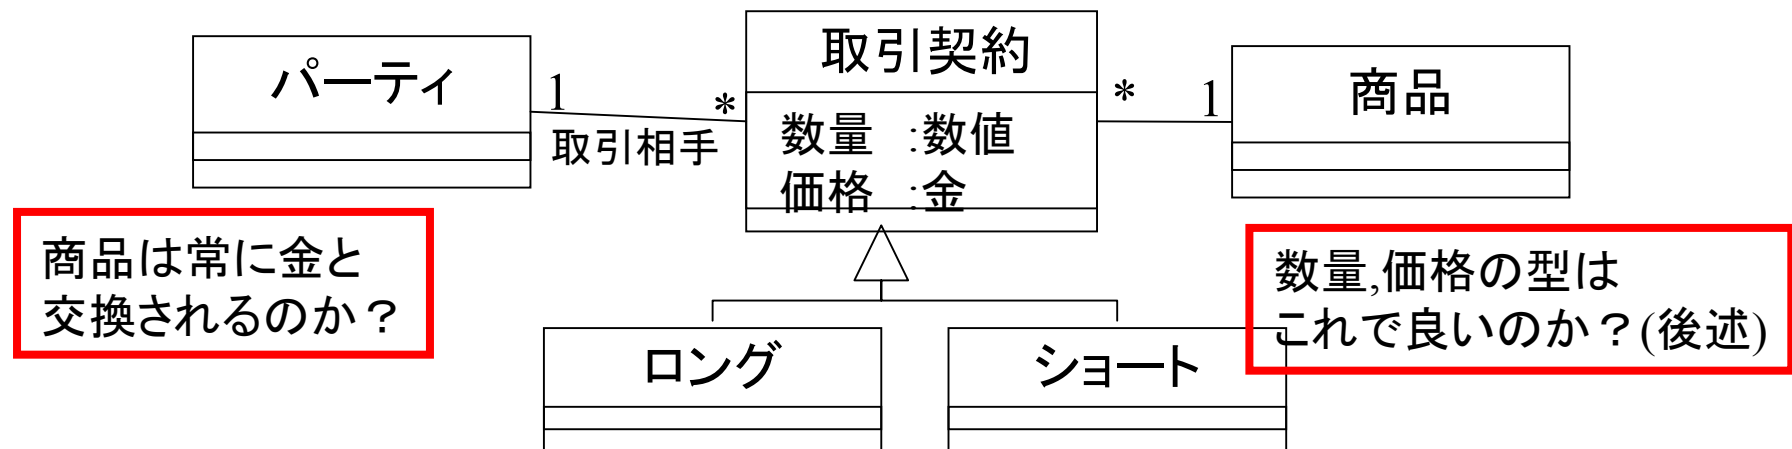 パーティ
1
取引相手
*
取引契約
数量 :数値
価格 :金
*
1
商品
商品は常に金と
交換されるのか？
数量,価格の型は
これで良いのか？(後述)
ロング
ショート